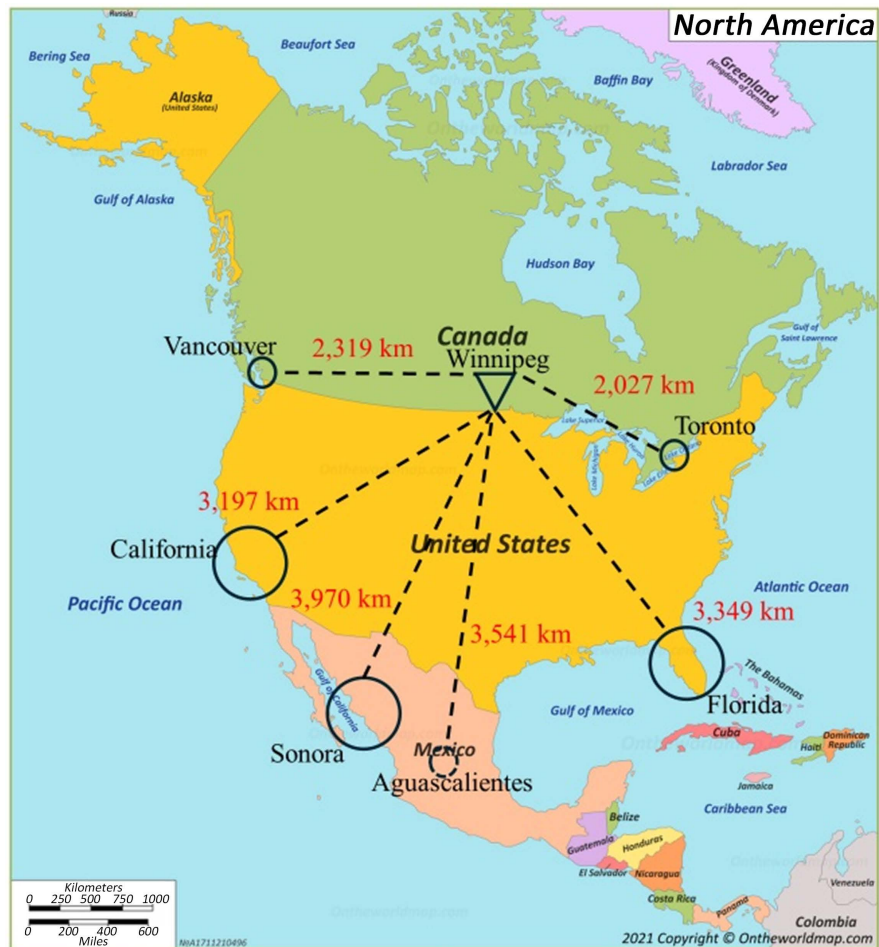 Russia
North America
Bering Sea
Beaufort Sea
Baffin Bay
Greenland
(Kingdom of Denmark)
Alaska
(United States)
Labrador Sea
Gulf of Alaska
Hudson Bay
Gulf of
Saint Lawrence
Canada
Vancouver
2,319 km
Winnipeg
2,027 km
Lake Superior
Toronto
Lake Huron
Lake Ontario
Lake Michigan
Lake Erie
3,197 km
California
United States
Pacific Ocean
Atlantic Ocean
3,970 km
3,541 km
3,349 km
Gulf of California
The Bahamas
Gulf of Mexico
Florida
Sonora
Mexico
Cuba
Haiti
Dominican
Republic
Aguascalientes
Jamaica
Caribbean Sea
Belize
Guatemala
Honduras
El Salvador
Nicaragua
Costa Rica
Panama
Venezuela
Colombia
Kilometers
0 250 500 750 1000
0 200 400 600
Miles
NoA1711210496
2021 Copyright © Ontheworldmap.com